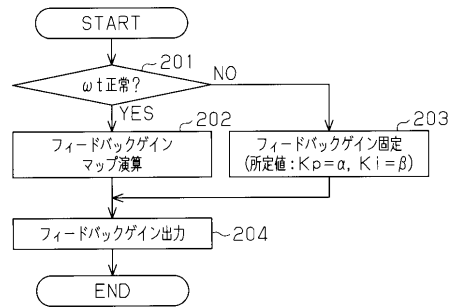 START
201
ωt正常?
NO
YES
202
203
フィードバックゲイン
マップ演算
フィードバックゲイン固定
(所定値:Kp=α, Ki=β)
フィードバックゲイン出力
204
END